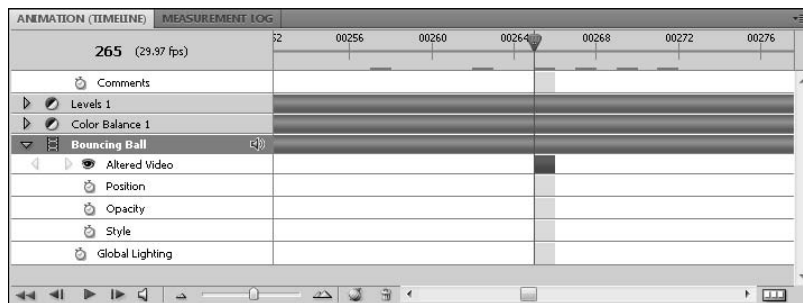 ANIMATION (TIMELINE) MEASUREMENT LOG
265 (29.97 fps) 52 00256 00260 00264 00268 00272 00276
Comments
Levels 1
Color Balance 1
Bouncing Ball
Altered Video
Position
Opacity
Style
Global Lighting